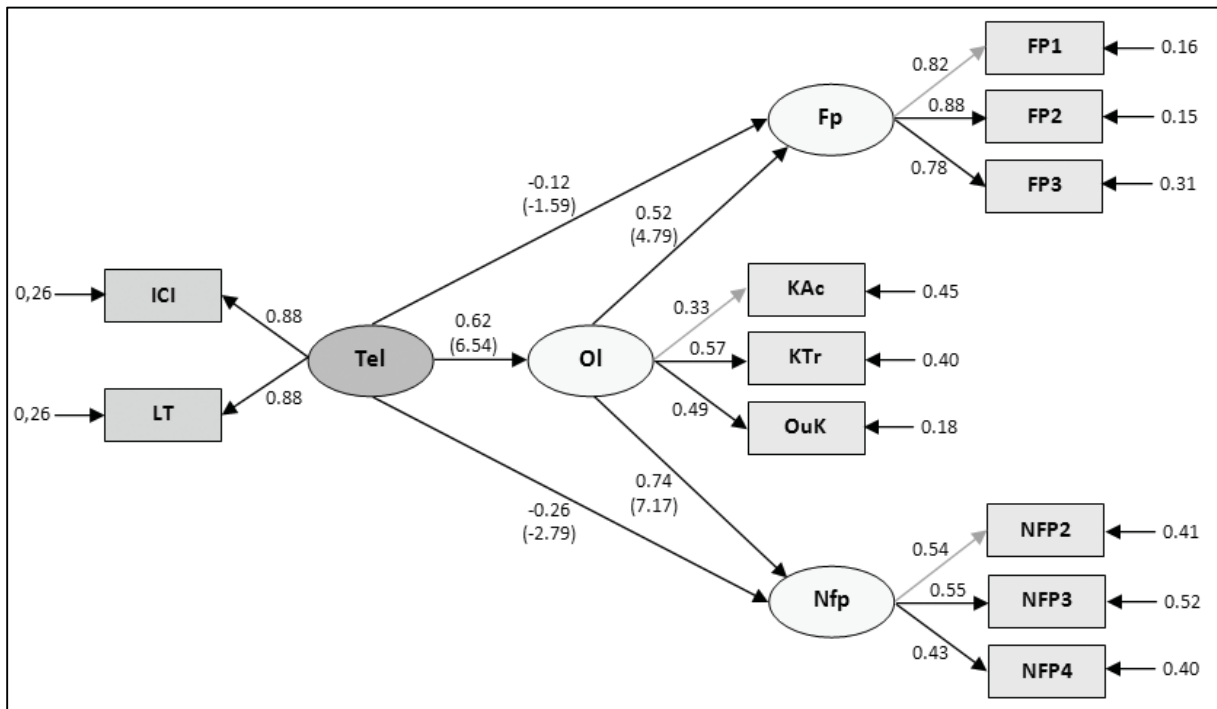 FP1
0.16
0.82
FP2
0.15
0.88
Fp
FP3
0.31
0.78
-0.12
(-1.59)
0.52
(4.79)
ICI
0,26
0.88
KAc
0.45
0.33
0.62
(6.54)
Tel
Ol
KTr
0.40
0.57
LT
0,26
0.88
OuK
0.18
0.49
0.74
(7.17)
-0.26
(-2.79)
NFP2
0.41
0.54
Nfp
NFP3
0.52
0.55
NFP4
0.40
0.43